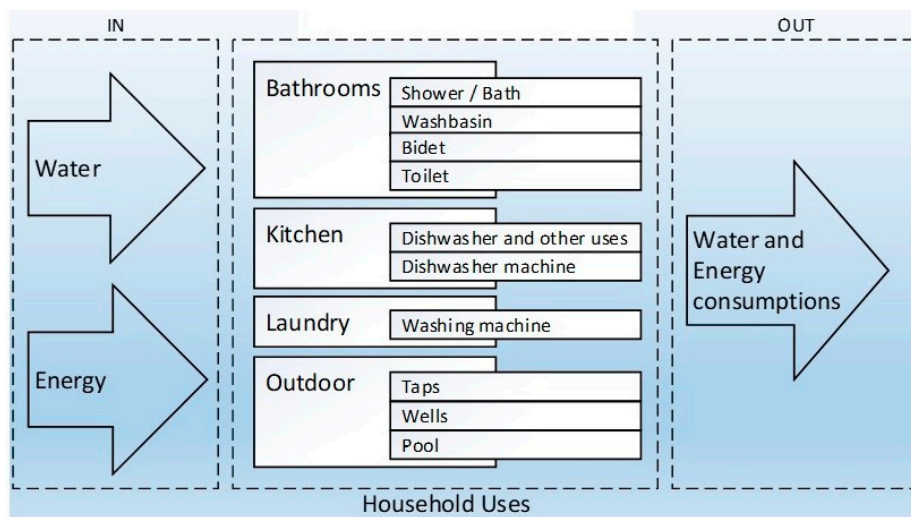 IN
OUT
Water
Energy
Bathrooms
Shower / Bath
Washbasin
Bidet
Toilet
Kitchen
Dishwasher and other uses
Dishwasher machine
Laundry
Washing machine
Outdoor
Taps
Wells
Pool
Water and
Energy
consumptions
Household Uses